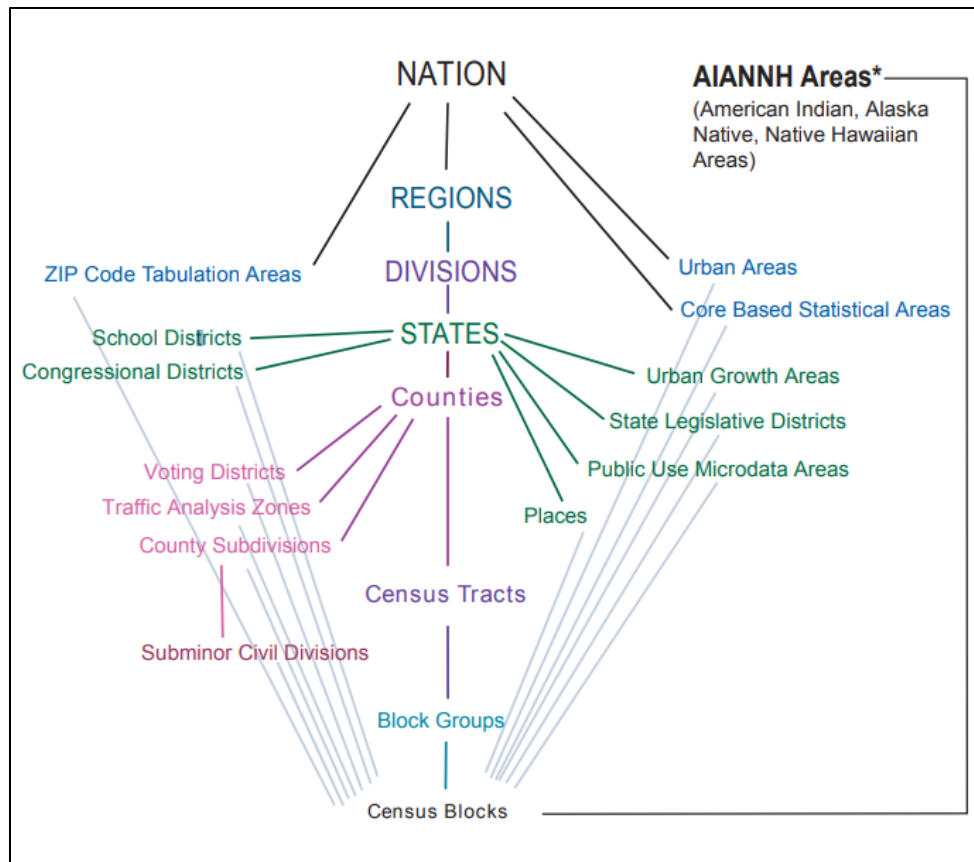 NATION
AIANNH Areas*
(American Indian, Alaska
Native, Native Hawaiian
Areas)
REGIONS
ZIP Code Tabulation Areas
DIVISIONS
Urban Areas
Core Based Statistical Areas
School Districts
STATES
Congressional Districts
Urban Growth Areas
Counties
State Legislative Districts
Voting Districts
Public Use Microdata Areas
Traffic Analysis Zones
Places
County Subdivisions
Census Tracts
Subminor Civil Divisions
Block Groups
Census Blocks